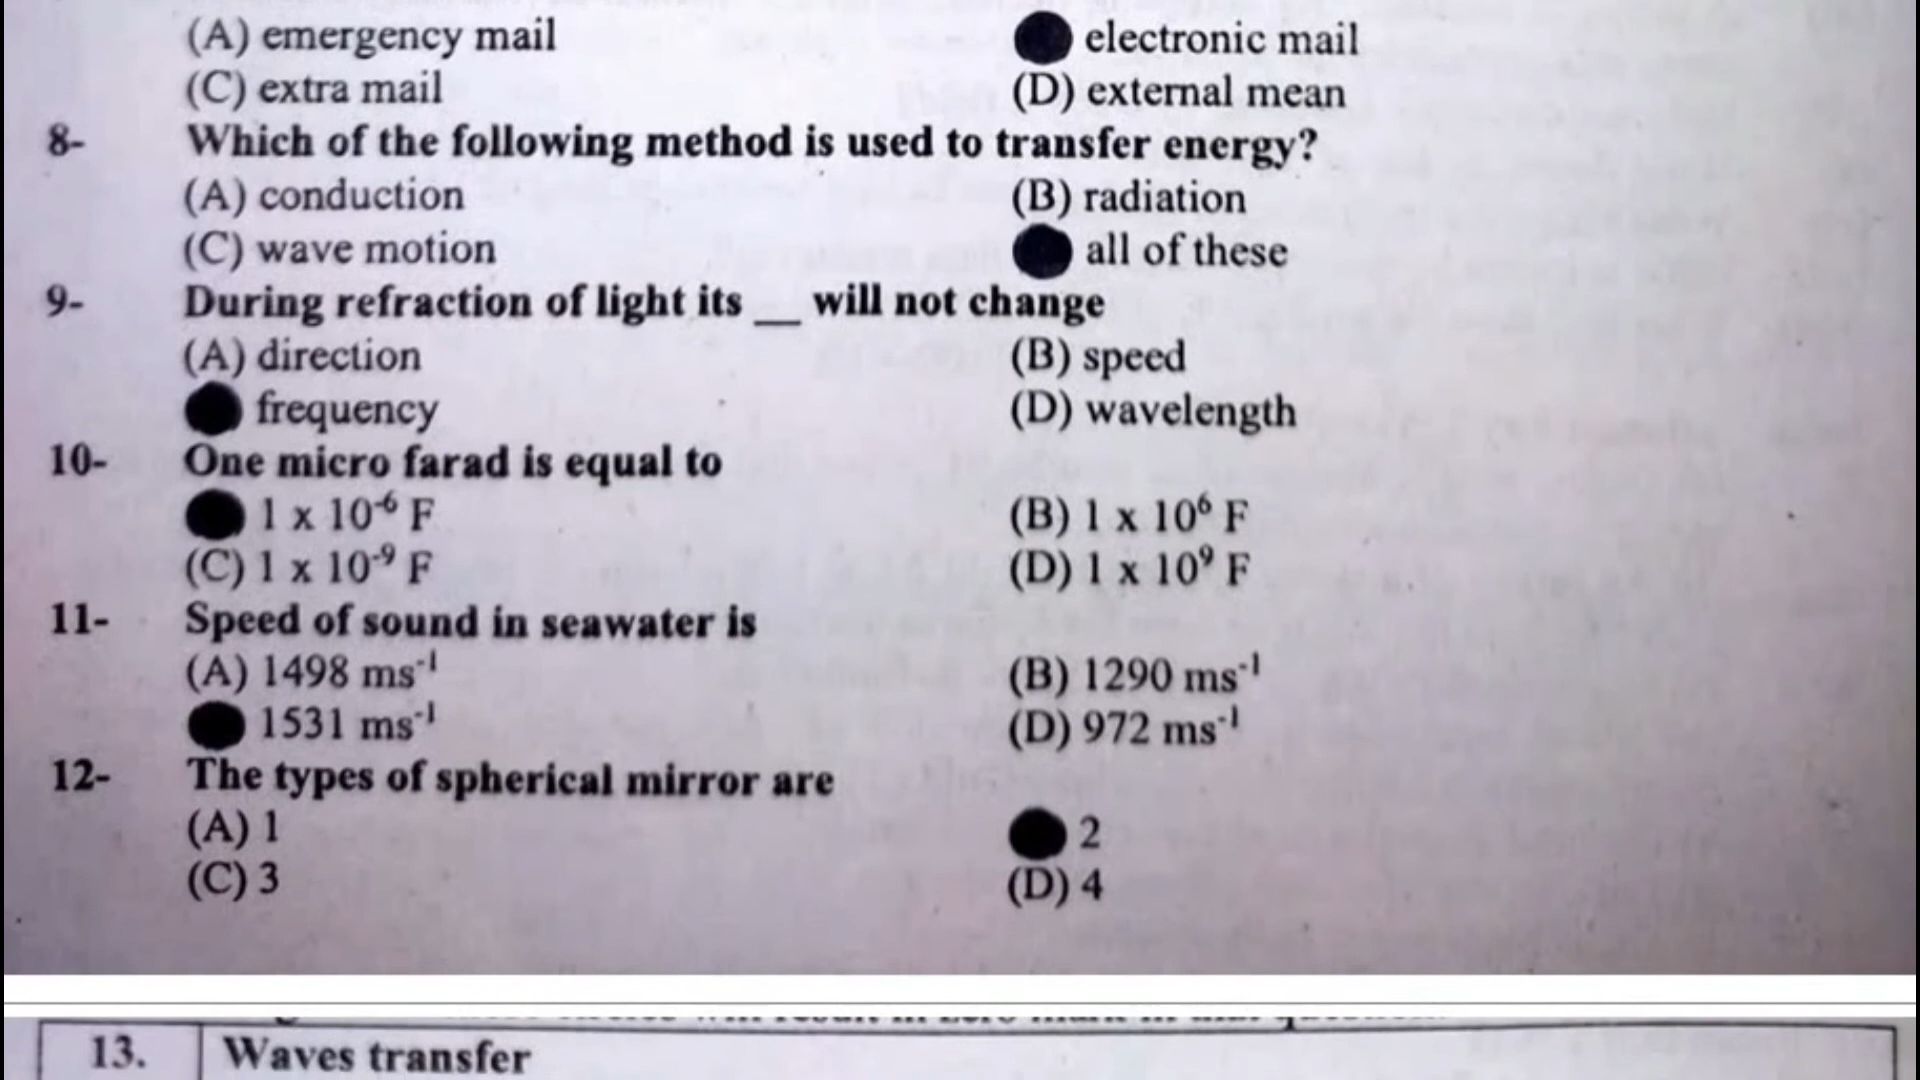 (A) emergency mail electronic mail
(C) extra mail (D) external mean
8- Which of the following method is used to transfer energy?
(A) conduction (B) radiation
(C) wave motion all of these
9- During refraction of light its __ will not change
(A) direction (B) speed
frequency (D) wavelength
10- One micro farad is equal to
1 x 10⁻⁶ F (B) 1 x 10⁶ F
(C) 1 x 10⁻⁹ F (D) 1 x 10⁹ F
11- Speed of sound in seawater is
(A) 1498 ms⁻¹ (B) 1290 ms⁻¹
1531 ms⁻¹ (D) 972 ms⁻¹
12- The types of spherical mirror are
(A) 1 2
(C) 3 (D) 4
13. Waves transfer